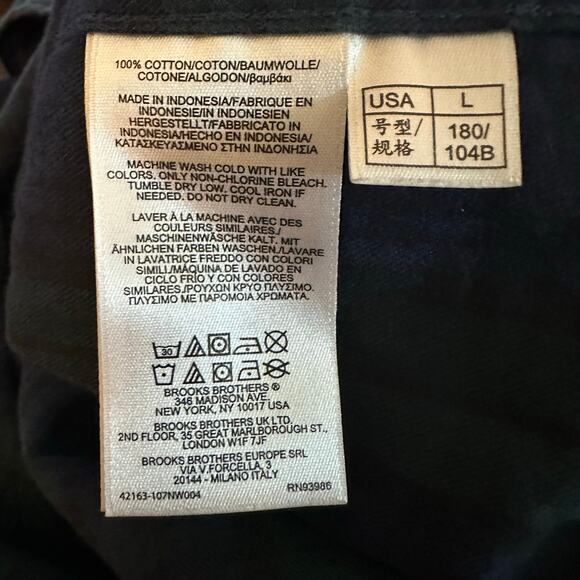 100% COTTON/COTON/BAUMWOLLE/
COTONE/ALGODON/βαμβάκι
MADE IN INDONESIA/FABRIQUE EN
INDONESIE/IN INDONESIEN
HERGESTELLT/FABBRICATO IN
INDONESIA/HECHO EN INDONESIA/
ΚΑΤΑΣΚΕΥΑΣΜΕΝΟ ΣΤΗΝ ΙΝΔΟΝΗΣΙΑ
MACHINE WASH COLD WITH LIKE
COLORS. ONLY NON-CHLORINE BLEACH.
TUMBLE DRY LOW. COOL IRON IF
NEEDED. DO NOT DRY CLEAN.
LAVER À LA MACHINE AVEC DES
COULEURS SIMILAIRES./
MASCHINENWÄSCHE KALT. MIT
ÄHNLICHEN FARBEN WASCHEN./LAVARE
IN LAVATRICE FREDDO CON COLORI
SIMILI./MÁQUINA DE LAVADO EN
CICLO FRÍO Y CON COLORES
SIMILARES./ΡΟΥΧΩΝ ΚΡΥΟ ΠΛΥΣΙΜΟ.
ΠΛΥΣΙΜΟ ΜΕ ΠΑΡΟΜΟΙΑ ΧΡΩΜΑΤΑ.
30
BROOKS BROTHERS ®
346 MADISON AVE.
NEW YORK, NY 10017 USA
BROOKS BROTHERS UK LTD.
2ND FLOOR, 35 GREAT MARLBOROUGH ST.,
LONDON W1F 7JF
BROOKS BROTHERS EUROPE SRL
VIA V.FORCELLA, 3
20144 - MILANO ITALY
42163-107NW004 RN93986
USA L
号型/ 180/
规格 104B